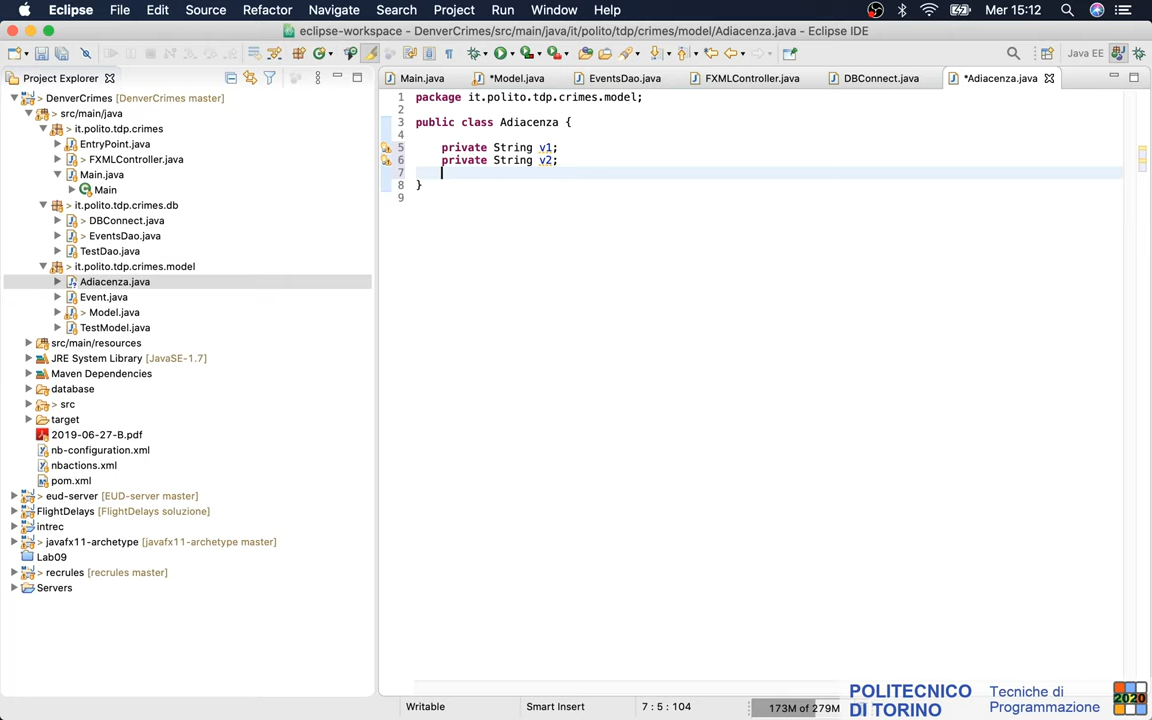 Eclipse File Edit Source Refactor Navigate Search Project Run Window Help Mer 15:12
eclipse-workspace - DenverCrimes/src/main/java/it/polito/tdp/crimes/model/Adiacenza.java - Eclipse IDE
Java EE
Project Explorer
Main.java *Model.java EventsDao.java FXMLController.java DBConnect.java *Adiacenza.java
> DenverCrimes [DenverCrimes master]
> src/main/java
> it.polito.tdp.crimes
EntryPoint.java
> FXMLController.java
Main.java
Main
> it.polito.tdp.crimes.db
> DBConnect.java
> EventsDao.java
TestDao.java
> it.polito.tdp.crimes.model
Adiacenza.java
Event.java
> Model.java
TestModel.java
src/main/resources
JRE System Library [JavaSE-1.7]
Maven Dependencies
database
> src
target
2019-06-27-B.pdf
nb-configuration.xml
nbactions.xml
pom.xml
> eud-server [EUD-server master]
FlightDelays [FlightDelays soluzione]
intrec
> javafx11-archetype [javafx11-archetype master]
Lab09
> recrules [recrules master]
Servers
1 package it.polito.tdp.crimes.model;
2
3 public class Adiacenza {
4
5 private String v1;
6 private String v2;
7
8 }
9
Writable Smart Insert 7 : 5 : 104 173M of 279M
POLITECNICO DI TORINO
Tecniche di Programmazione
2020